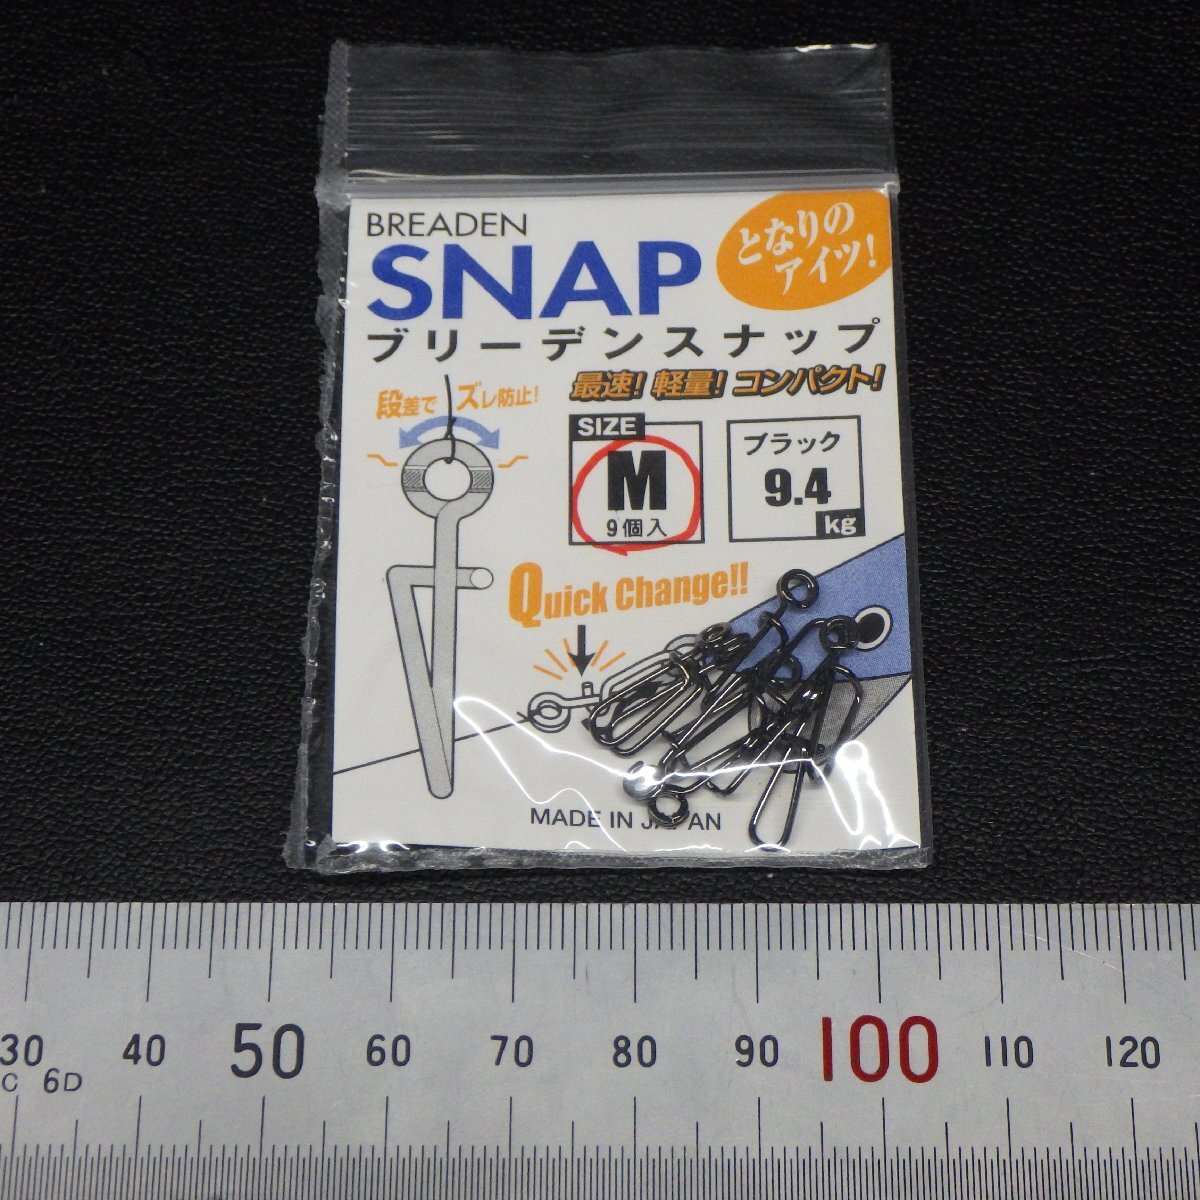 BREADEN
SNAP
となりの
アイツ!
ブリーデンスナップ
最速! 軽量! コンパクト!
段差で ズレ防止!
SIZE
M
9個入
ブラック
9.4
kg
Quick Change!!
MADE IN JAPAN
30 40 50 60 70 80 90 100 110 120
C 6D